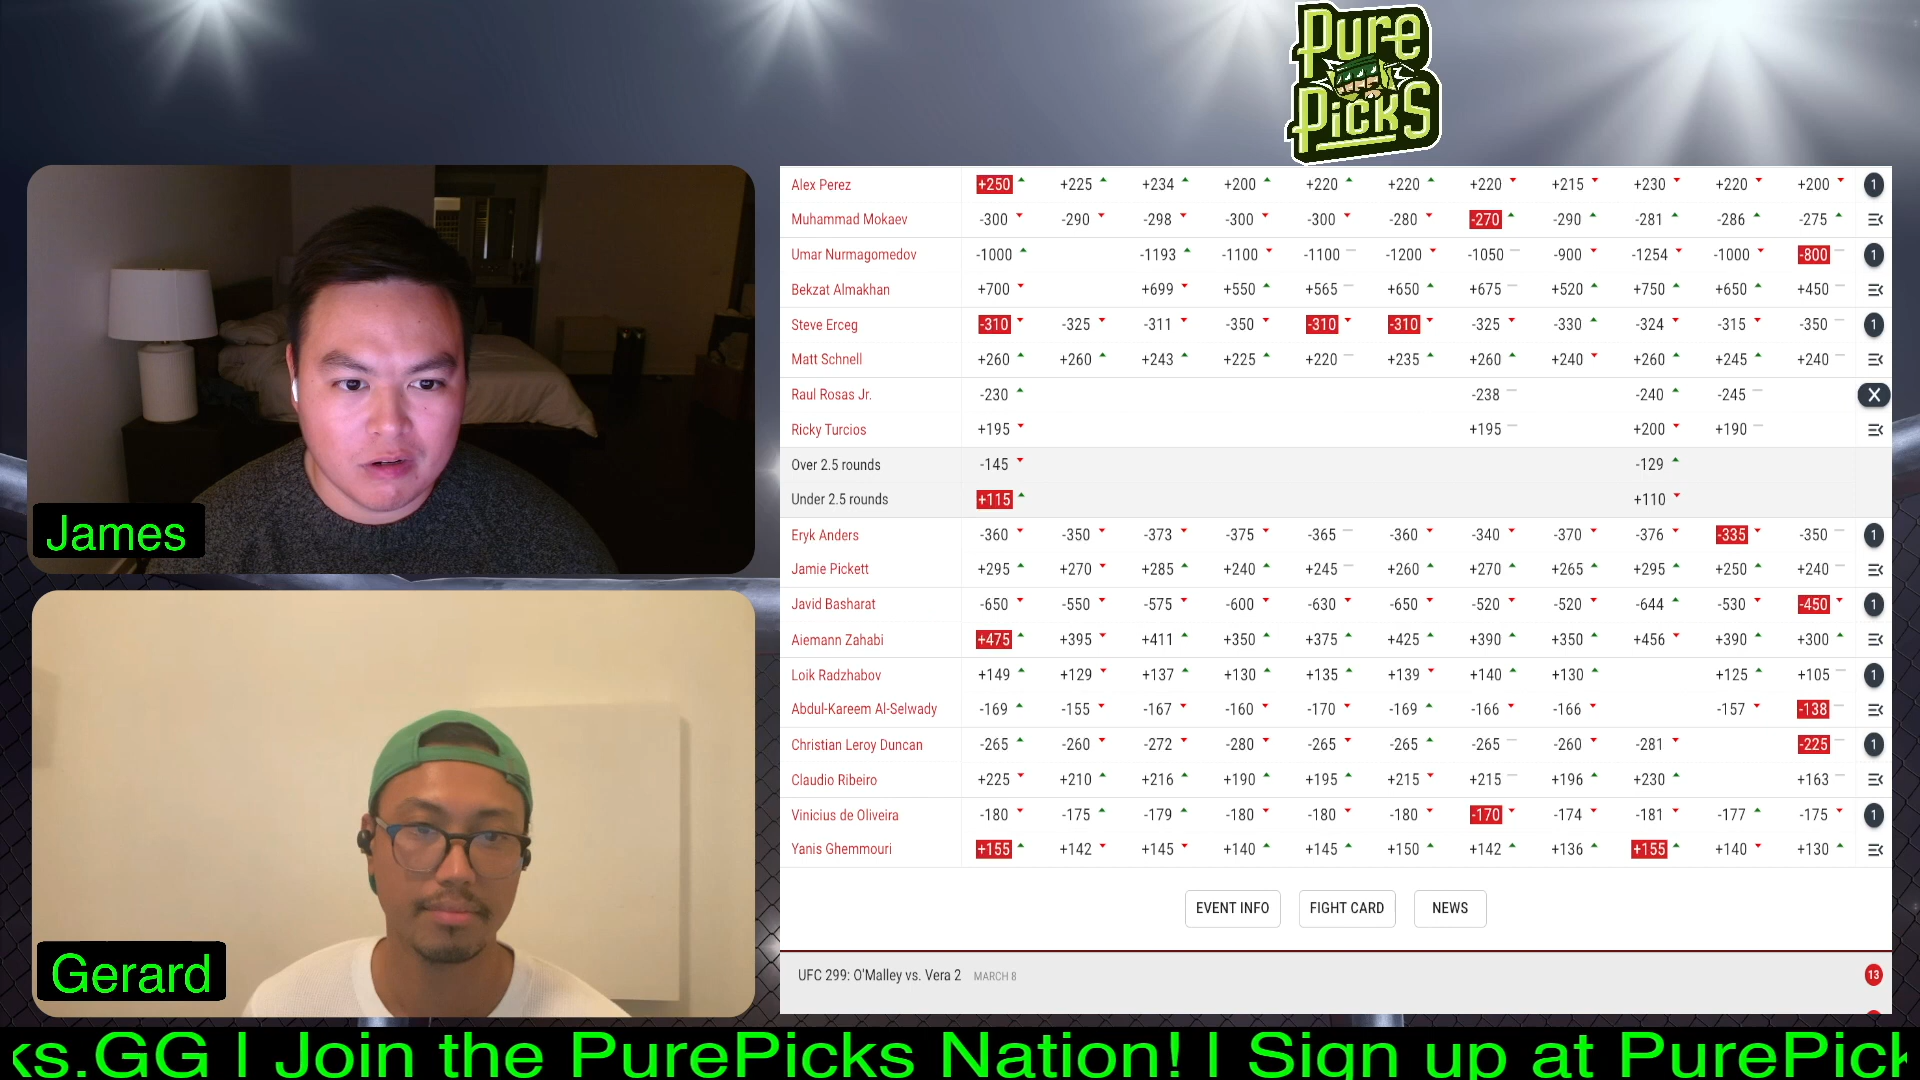 Pure
Picks
Alex Perez +250 +225 +234 +200 +220 +220 +220 +215 +230 +220 +200 1
Muhammad Mokaev -300 -290 -298 -300 -300 -280 -270 -290 -281 -286 -275
Umar Nurmagomedov -1000 -1193 -1100 -1100 -1200 -1050 -900 -1254 -1000 -800 1
Bekzat Almakhan +700 +699 +550 +565 +650 +675 +520 +750 +650 +450
Steve Erceg -310 -325 -311 -350 -310 -310 -325 -330 -324 -315 -350 1
Matt Schnell +260 +260 +243 +225 +220 +235 +260 +240 +260 +245 +240
Raul Rosas Jr. -230 -238 -240 -245 X
Ricky Turcios +195 +195 +200 +190
Over 2.5 rounds -145 -129
Under 2.5 rounds +115 +110
Eryk Anders -360 -350 -373 -375 -365 -360 -340 -370 -376 -335 -350 1
Jamie Pickett +295 +270 +285 +240 +245 +260 +270 +265 +295 +250 +240
Javid Basharat -650 -550 -575 -600 -630 -650 -520 -520 -644 -530 -450 1
Aiemann Zahabi +475 +395 +411 +350 +375 +425 +390 +350 +456 +390 +300
Loik Radzhabov +149 +129 +137 +130 +135 +139 +140 +130 +125 +105 1
Abdul-Kareem Al-Selwady -169 -155 -167 -160 -170 -169 -166 -166 -157 -138
Christian Leroy Duncan -265 -260 -272 -280 -265 -265 -265 -260 -281 -225 1
Claudio Ribeiro +225 +210 +216 +190 +195 +215 +215 +196 +230 +163
Vinicius de Oliveira -180 -175 -179 -180 -180 -180 -170 -174 -181 -177 -175 1
Yanis Ghemmouri +155 +142 +145 +140 +145 +150 +142 +136 +155 +140 +130
EVENT INFO FIGHT CARD NEWS
UFC 299: O'Malley vs. Vera 2 MARCH 8 13
James
Gerard
ks.GG | Join the PurePicks Nation! | Sign up at PurePick